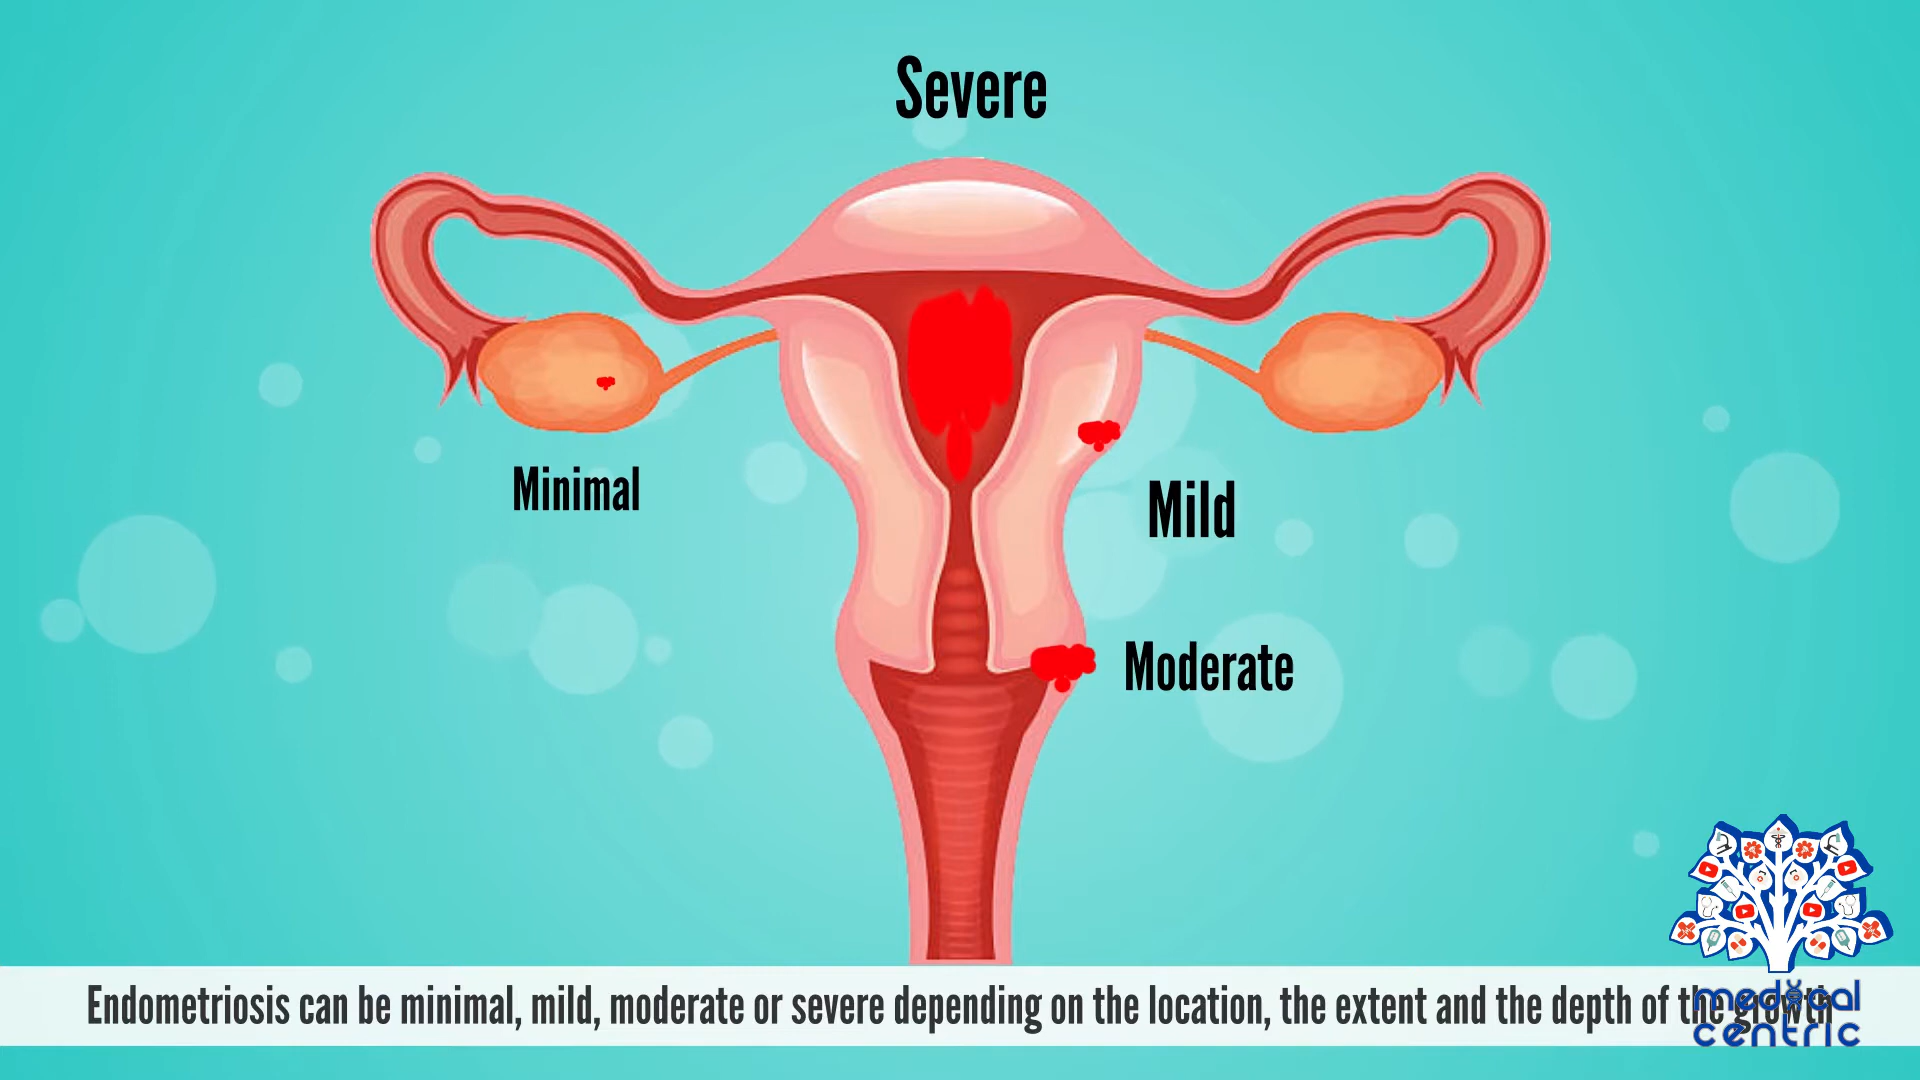 Severe
Minimal
Mild
Moderate
Endometriosis can be minimal, mild, moderate or severe depending on the location, the extent and the depth of the growth
medical
centric